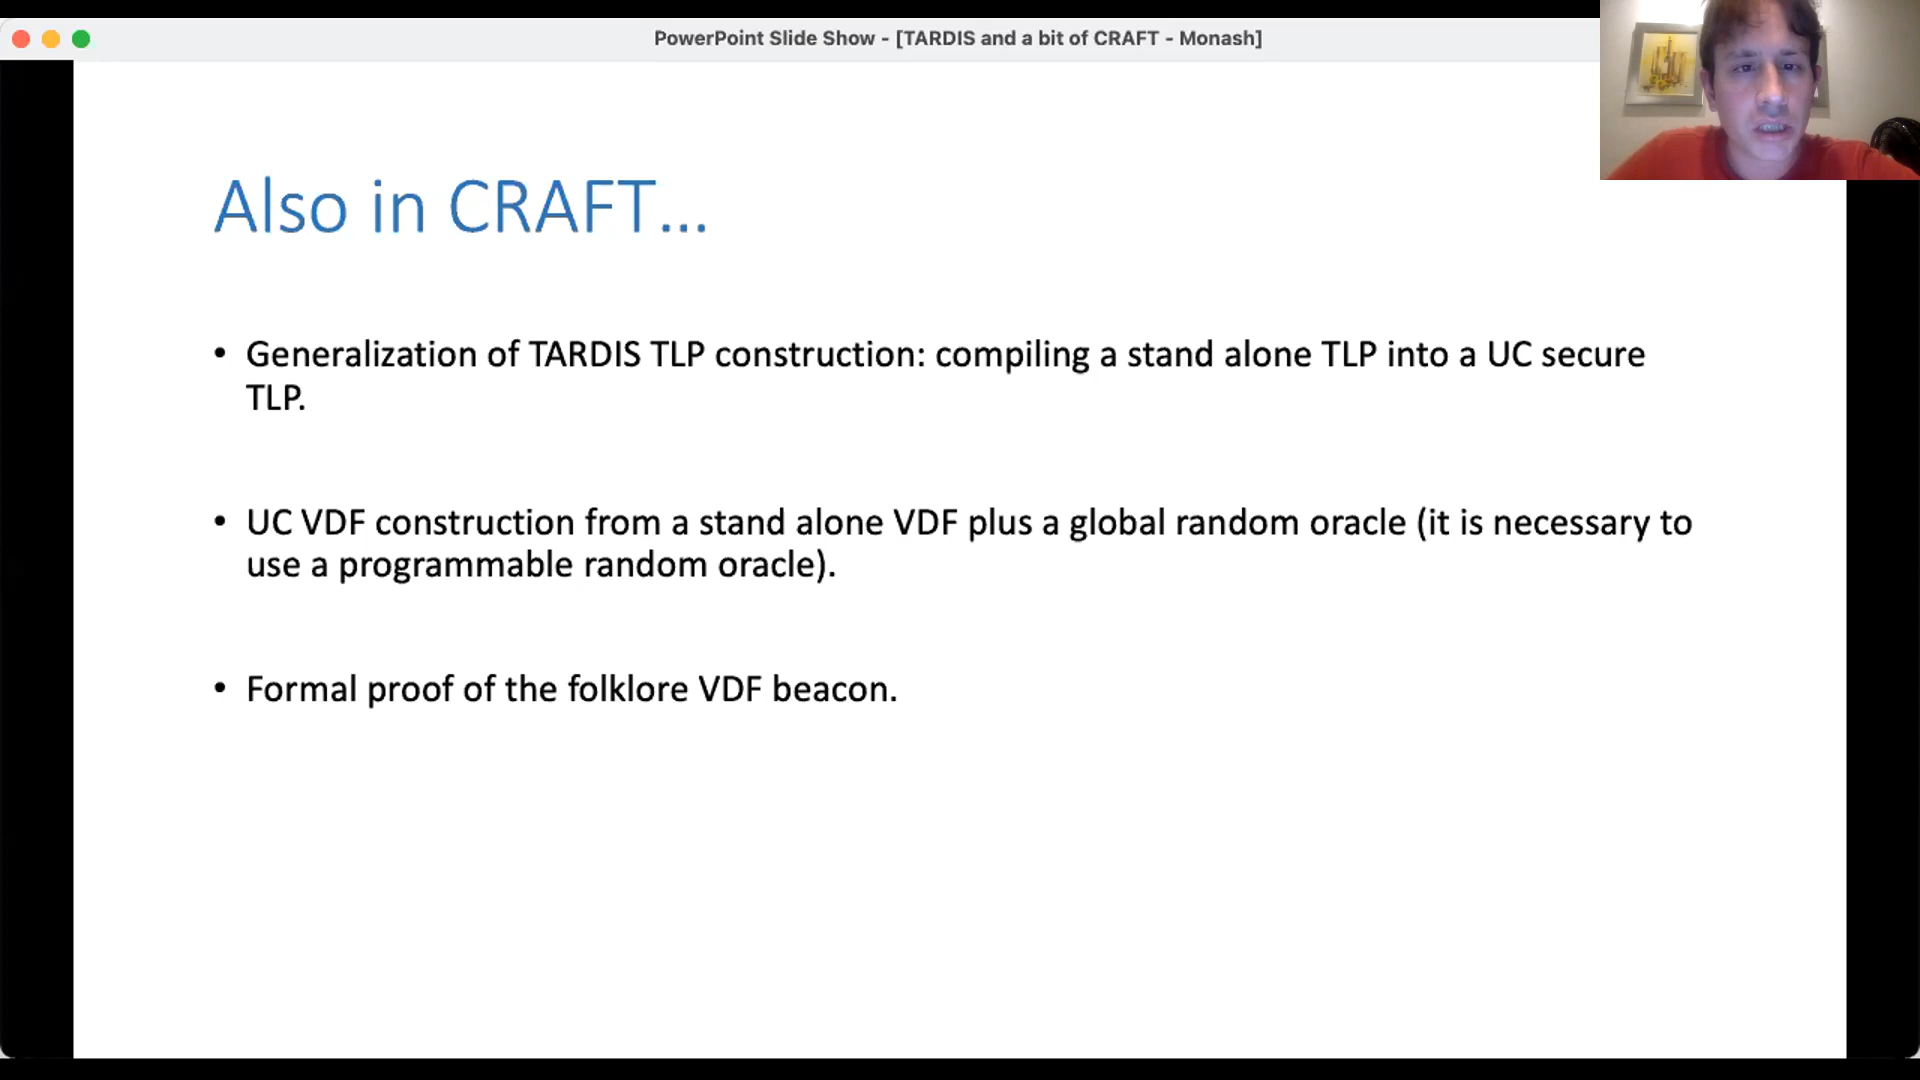 PowerPoint Slide Show - [TARDIS and a bit of CRAFT - Monash]
Also in CRAFT...
• Generalization of TARDIS TLP construction: compiling a stand alone TLP into a UC secure
TLP.
• UC VDF construction from a stand alone VDF plus a global random oracle (it is necessary to
use a programmable random oracle).
• Formal proof of the folklore VDF beacon.